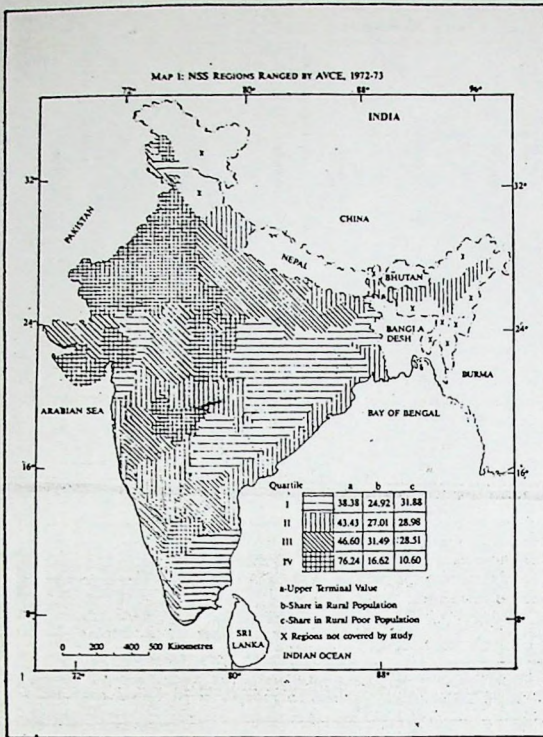 MAP 1: NSS REGIONS RANGED BY AVCE, 1972-73
72° 80° 88° 96°
INDIA
32° 32°
PAKISTAN
CHINA
NEPAL
BHUTAN
24° 24°
BANGLA
DESH
BURMA
ARABIAN SEA
BAY OF BENGAL
16° 16°
Quartile a b c
I 38.38 24.92 31.88
II 43.43 27.01 28.98
III 46.60 31.49 28.51
IV 76.24 16.62 10.60
a-Upper Terminal Value
b-Share in Rural Population
c-Share in Rural Poor Population
X Regions not covered by study
8° 8°
0 200 400 500 Kilometres
SRI
LANKA
INDIAN OCEAN
72° 80° 88°